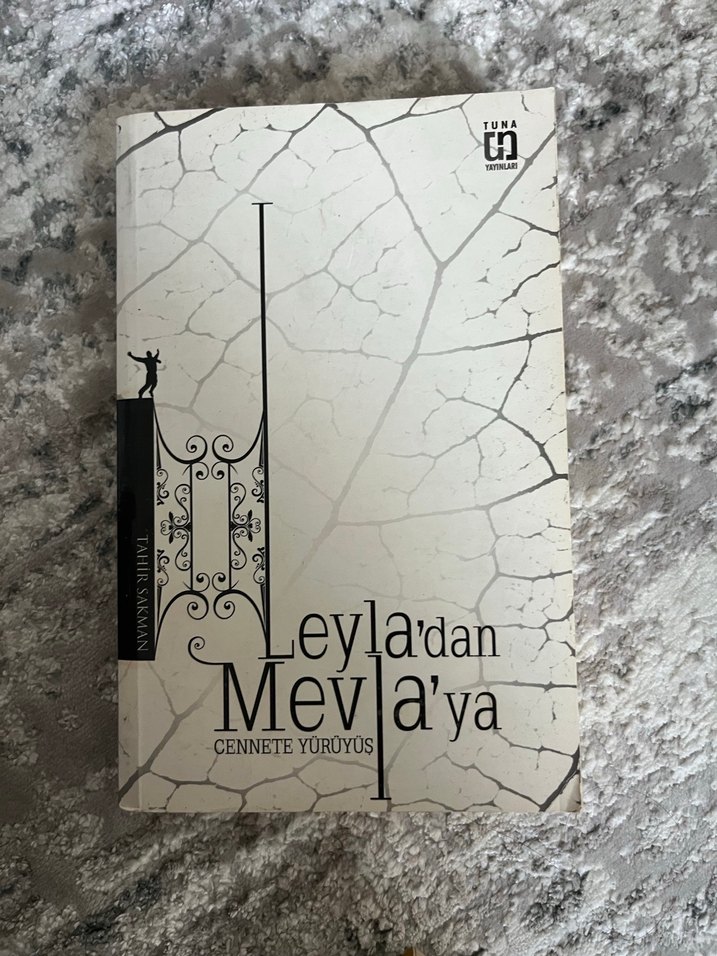 TUNA
YAYINLARI
TAHİR SAKMAN
Leyla'dan
Mevla'ya
CENNETE YÜRÜYÜŞ